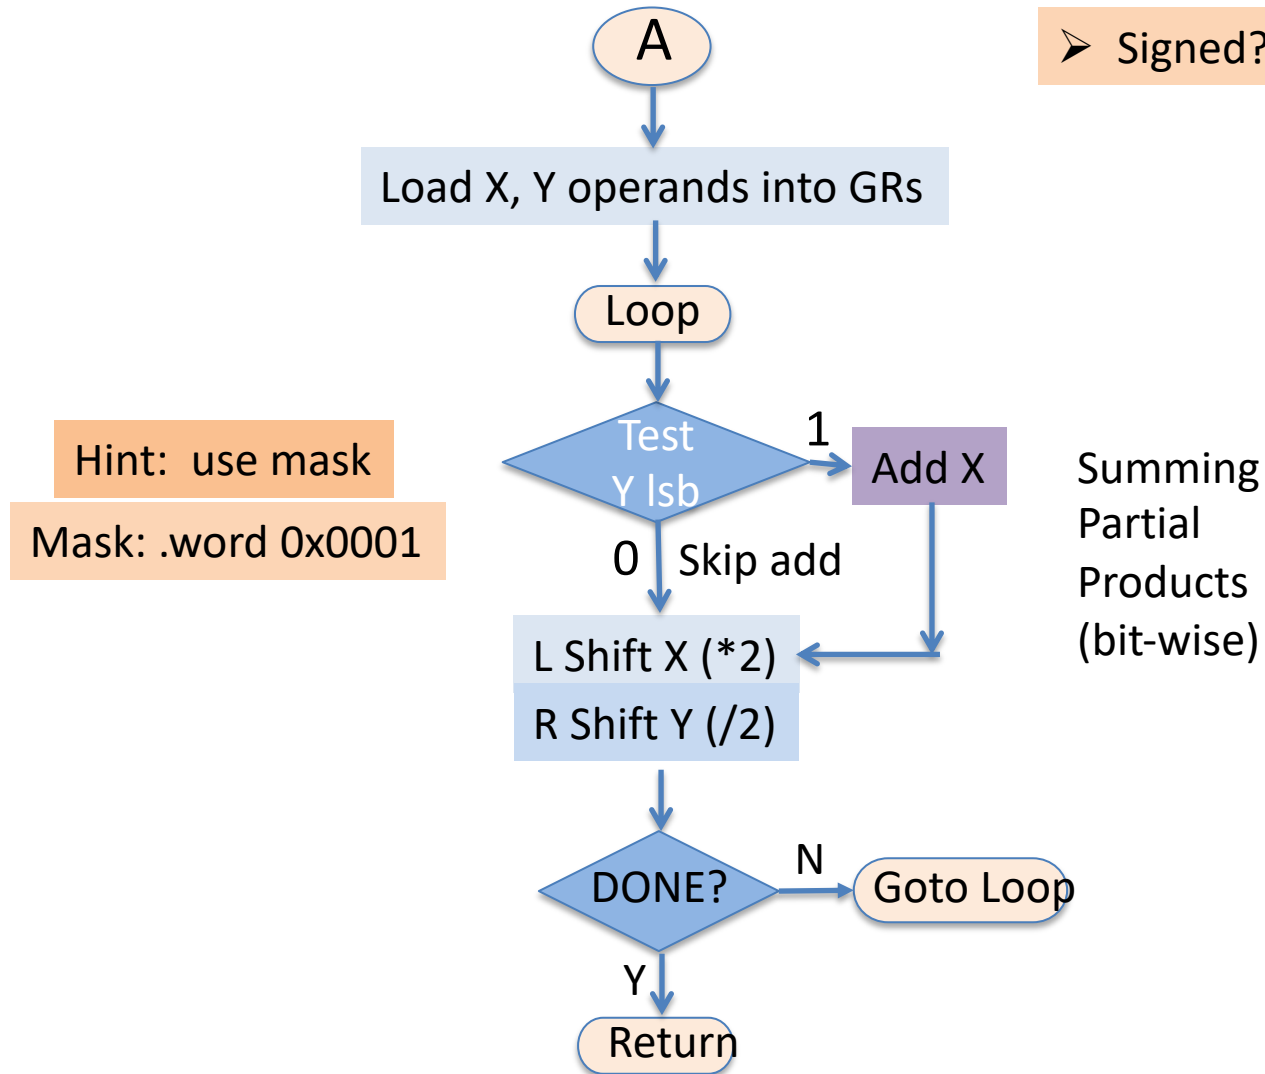 A
➢ Signed?
Load X, Y operands into GRs
Loop
Test
Y lsb
1
Add X
Hint: use mask
Mask: .word 0x0001
Summing
Partial
Products
(bit-wise)
0
Skip add
L Shift X (*2)
R Shift Y (/2)
DONE?
N
Goto Loop
Y
Return